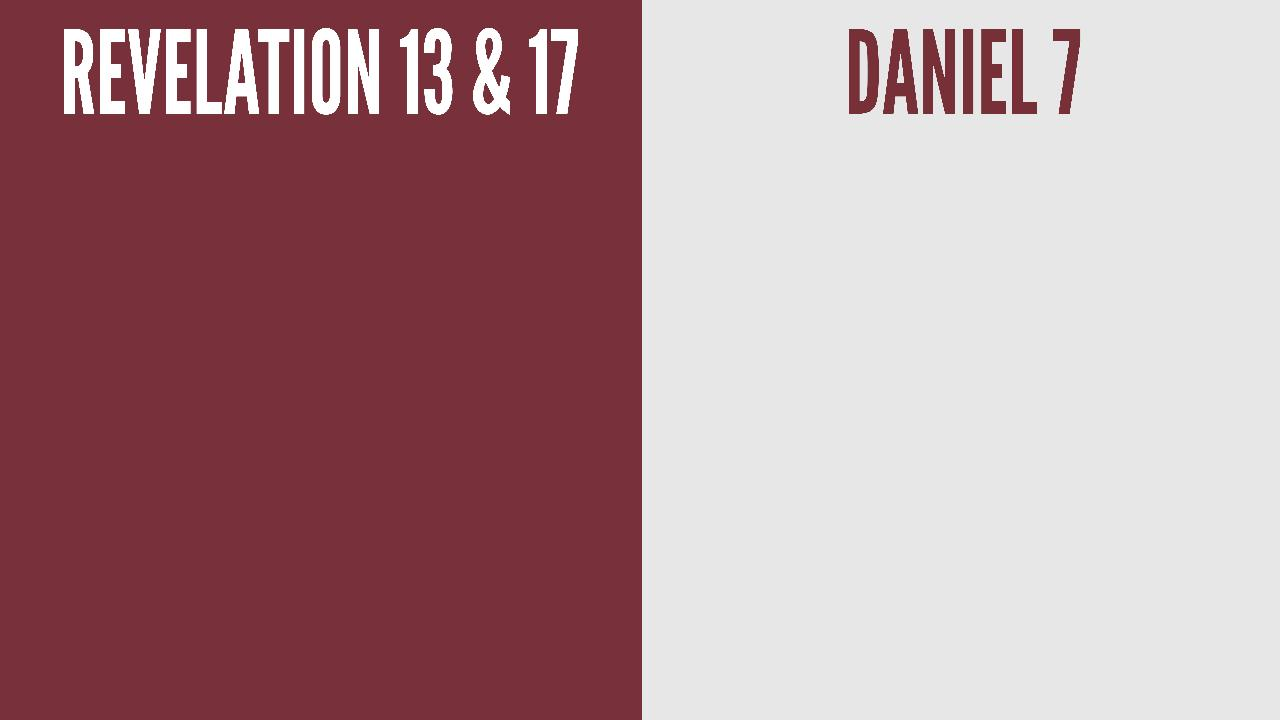 REVELATION 13 & 17
DANIEL 7